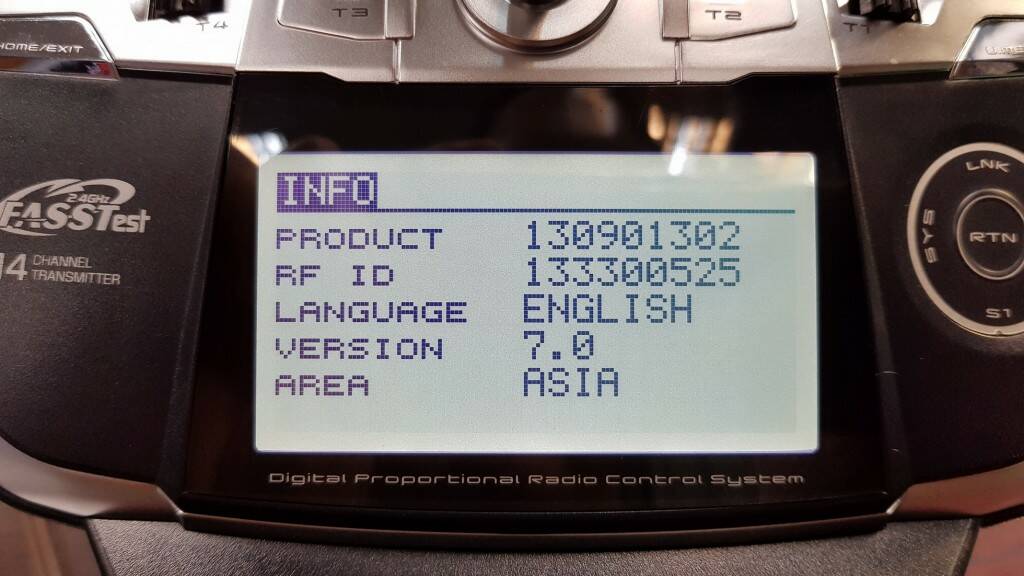 T4
T3
T2
HOME/EXIT
INFO
PRODUCT 130901302
RF ID 133300525
LANGUAGE ENGLISH
VERSION 7.0
AREA ASIA
2.4GHz
FASSTest
14 CHANNEL
TRANSMITTER
LNK
SYS
RTN
S1
Digital Proportional Radio Control System